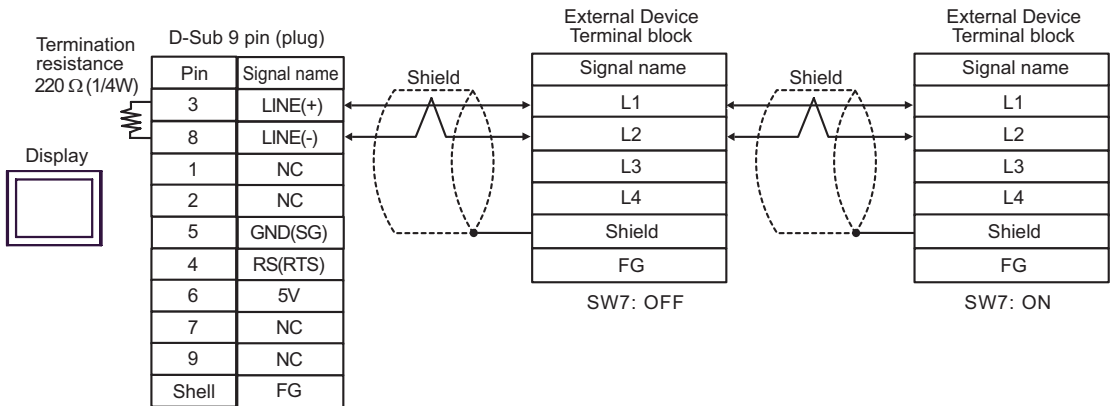 Termination
resistance
220 Ω (1/4W)
Display
D-Sub 9 pin (plug)
Pin Signal name
3 LINE(+)
8 LINE(-)
1 NC
2 NC
5 GND(SG)
4 RS(RTS)
6 5V
7 NC
9 NC
Shell FG
Shield
External Device
Terminal block
Signal name
L1
L2
L3
L4
Shield
FG
SW7: OFF
Shield
External Device
Terminal block
Signal name
L1
L2
L3
L4
Shield
FG
SW7: ON